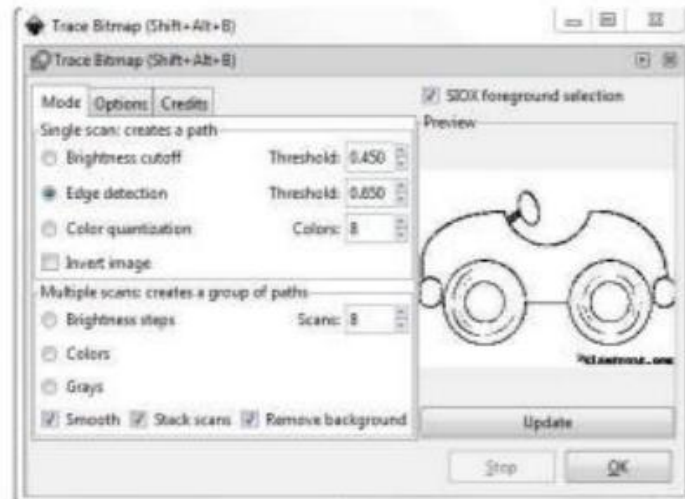 Trace Bitmap (Shift+Alt+B)
Trace Bitmap (Shift+Alt+B)
Mode Options Credits
SIOX foreground selection
Single scan: creates a path
Preview
Brightness cutoff Threshold: 0.450
Edge detection Threshold: 0.650
Color quantization Colors: 8
Invert image
Multiple scans: creates a group of paths
Brightness steps Scans: 8
Colors
Grays
Smooth Stack scans Remove background
Update
Stop OK